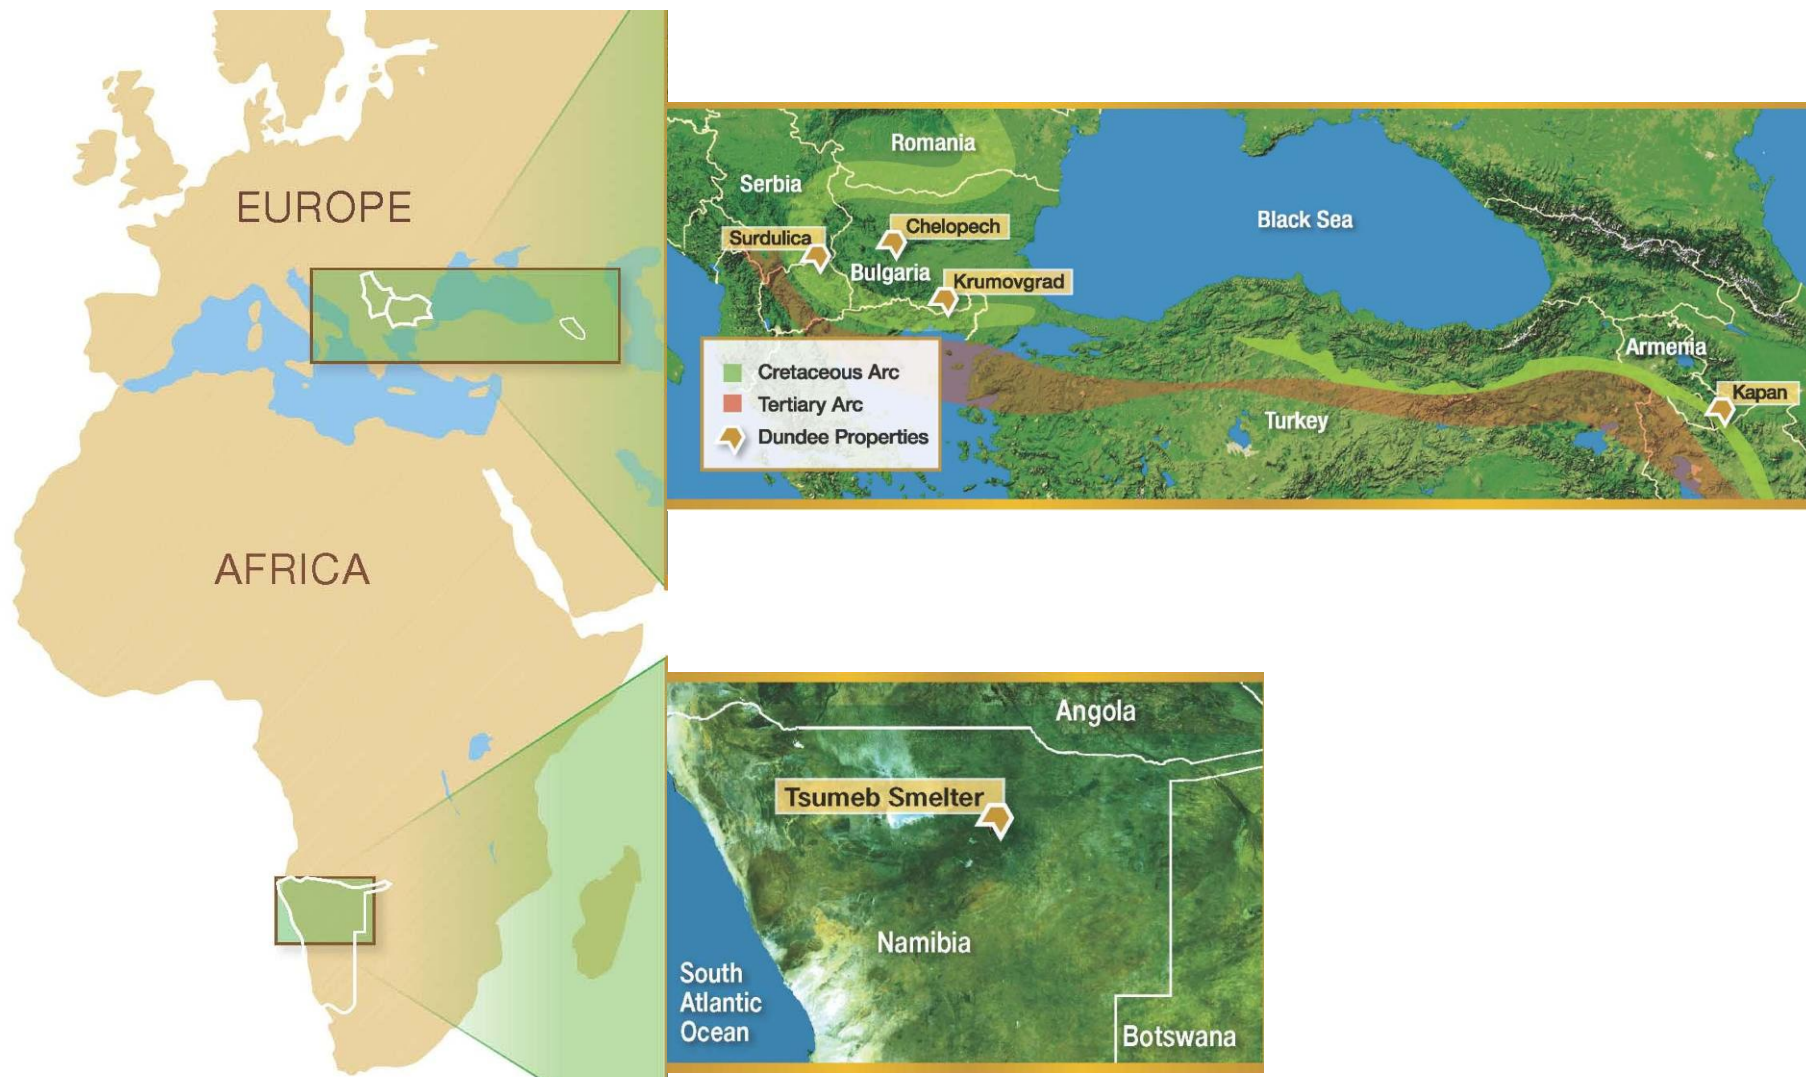 EUROPE
AFRICA
Romania
Serbia
Black Sea
Chelopech
Surdulica
Bulgaria
Krumovgrad
Armenia
Cretaceous Arc
Tertiary Arc
Dundee Properties
Kapan
Turkey
Angola
Tsumeb Smelter
Namibia
South
Atlantic
Ocean
Botswana